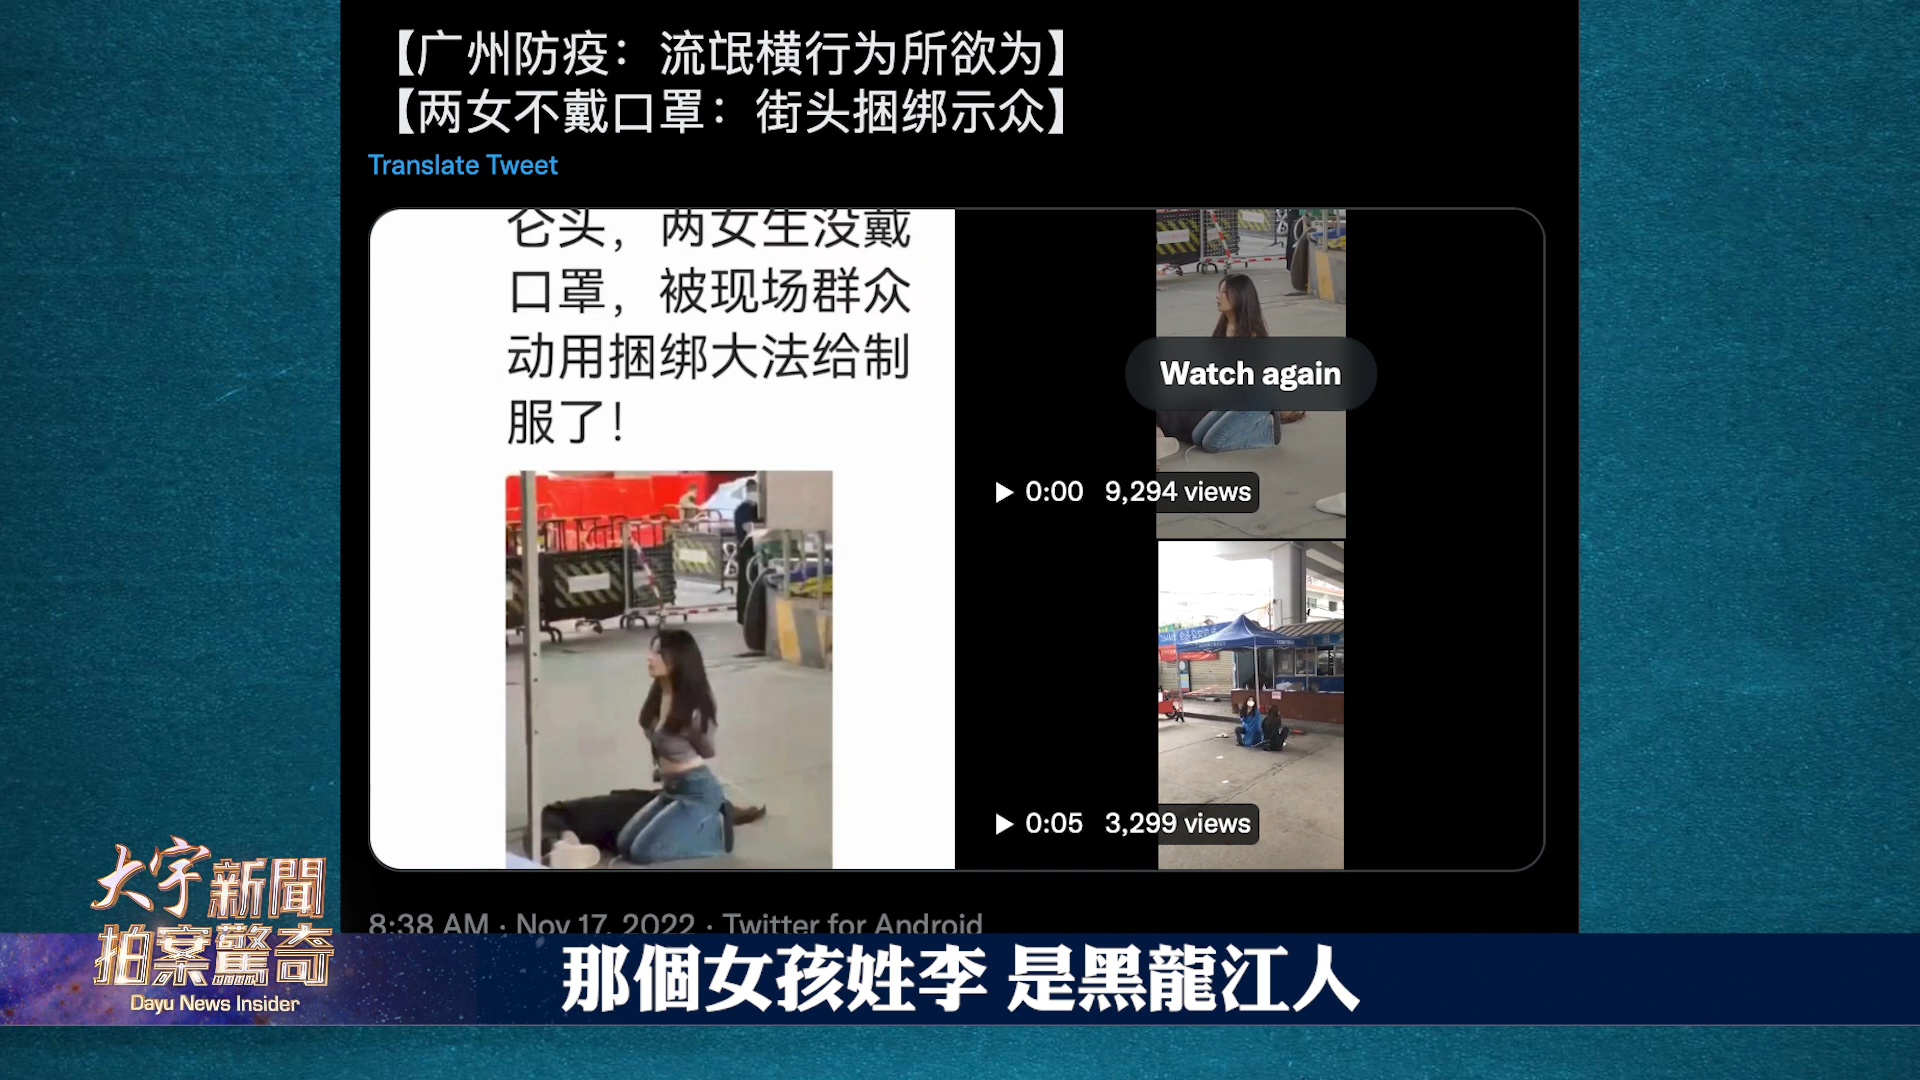 【广州防疫：流氓横行为所欲为】
【两女不戴口罩：街头捆绑示众】
Translate Tweet
仑头，两女生没戴
口罩，被现场群众
动用捆绑大法给制
服了！
Watch again
0:00 9,294 views
0:05 3,299 views
8:38 AM · Nov 17, 2022 · Twitter for Android
大宇新聞
拍案驚奇
Dayu News Insider
那個女孩姓李 是黑龍江人